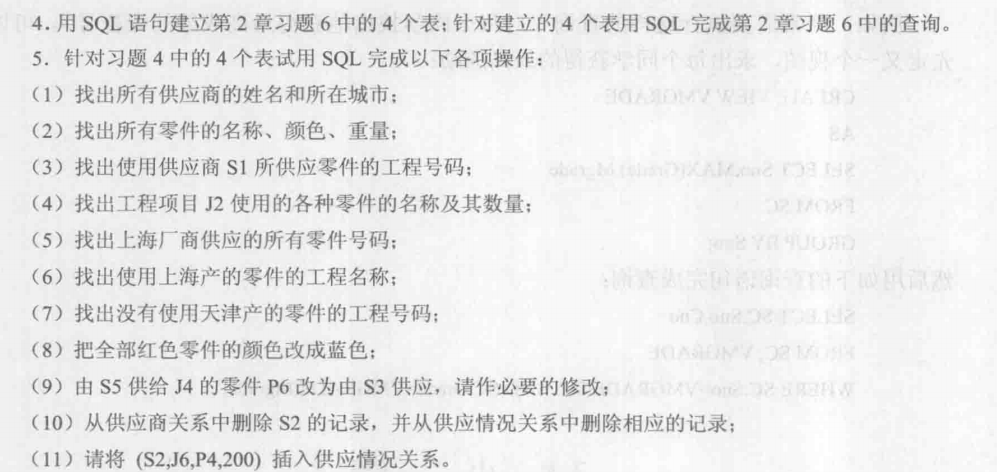 4．用 SQL 语句建立第 2 章习题 6 中的 4 个表；针对建立的 4 个表用 SQL 完成第 2 章习题 6 中的查询。
5．针对习题 4 中的 4 个表试用 SQL 完成以下各项操作：
（1）找出所有供应商的姓名和所在城市；
（2）找出所有零件的名称、颜色、重量；
（3）找出使用供应商 S1 所供应零件的工程号码；
（4）找出工程项目 J2 使用的各种零件的名称及其数量；
（5）找出上海厂商供应的所有零件号码；
（6）找出使用上海产的零件的工程名称；
（7）找出没有使用天津产的零件的工程号码；
（8）把全部红色零件的颜色改成蓝色；
（9）由 S5 供给 J4 的零件 P6 改为由 S3 供应，请作必要的修改；
（10）从供应商关系中删除 S2 的记录，并从供应情况关系中删除相应的记录；
（11）请将 (S2,J6,P4,200) 插入供应情况关系。